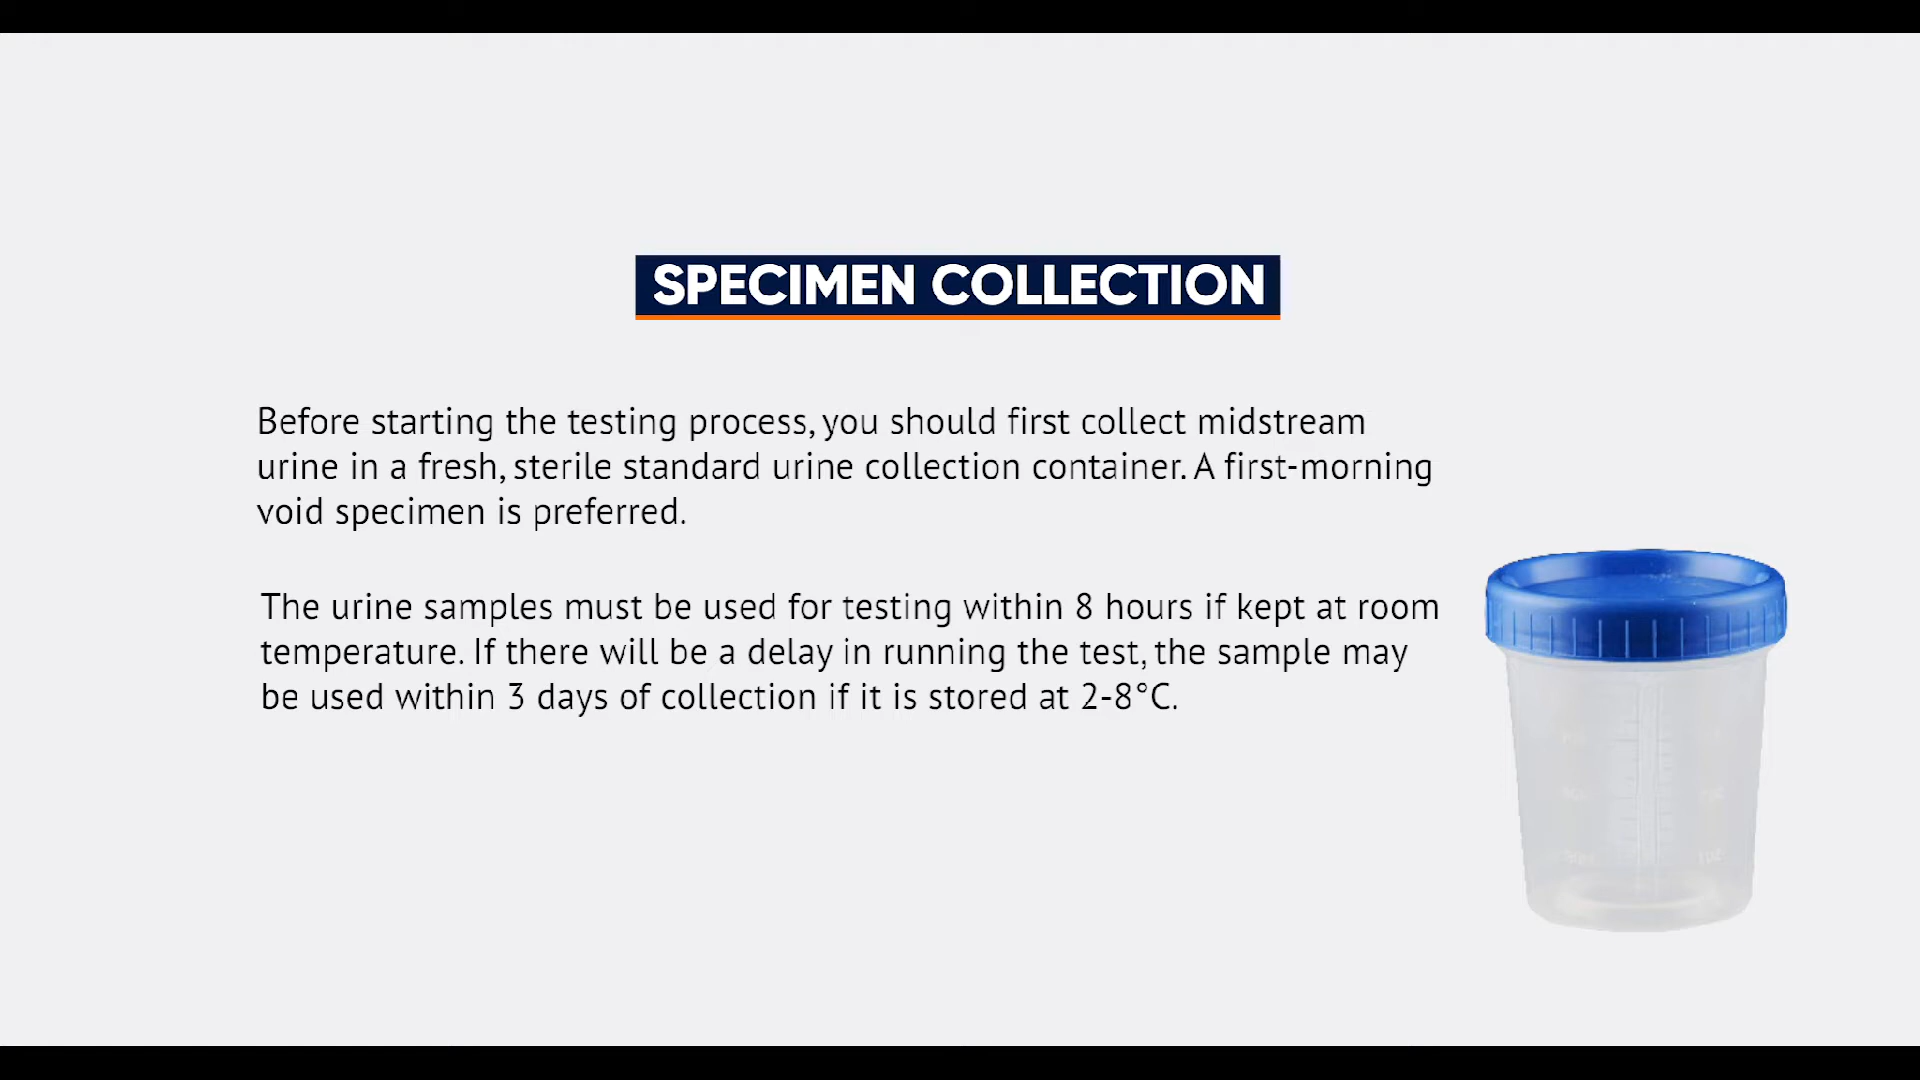 SPECIMEN COLLECTION
Before starting the testing process, you should first collect midstream
urine in a fresh, sterile standard urine collection container. A first-morning
void specimen is preferred.
The urine samples must be used for testing within 8 hours if kept at room
temperature. If there will be a delay in running the test, the sample may
be used within 3 days of collection if it is stored at 2-8°C.